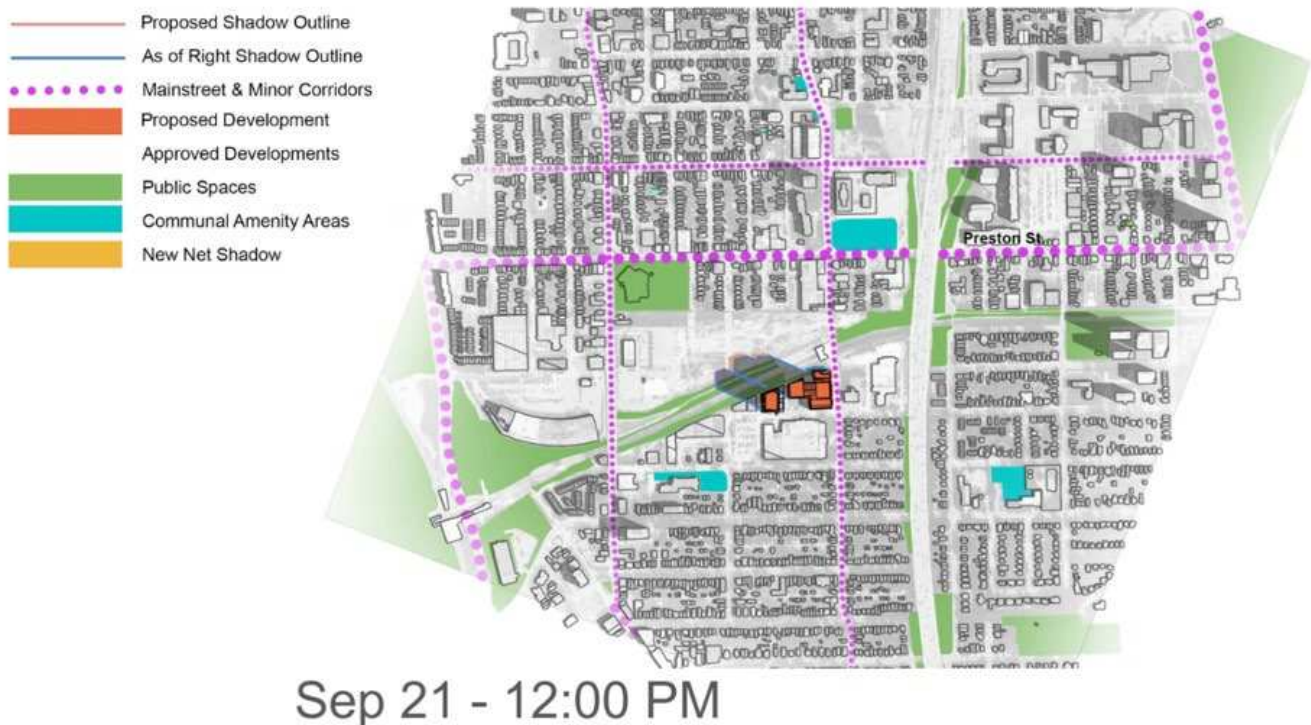 Proposed Shadow Outline
As of Right Shadow Outline
Mainstreet & Minor Corridors
Proposed Development
Approved Developments
Public Spaces
Communal Amenity Areas
New Net Shadow
Preston St.
Sep 21 - 12:00 PM